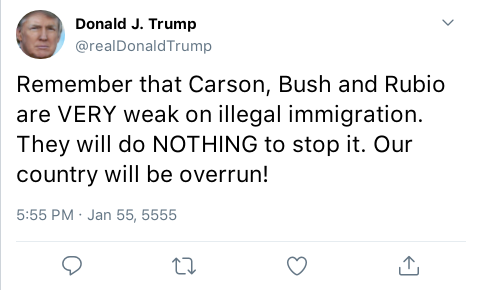 Donald J. Trump
@realDonaldTrump
Remember that Carson, Bush and Rubio
are VERY weak on illegal immigration.
They will do NOTHING to stop it. Our
country will be overrun!
5:55 PM · Jan 55, 5555